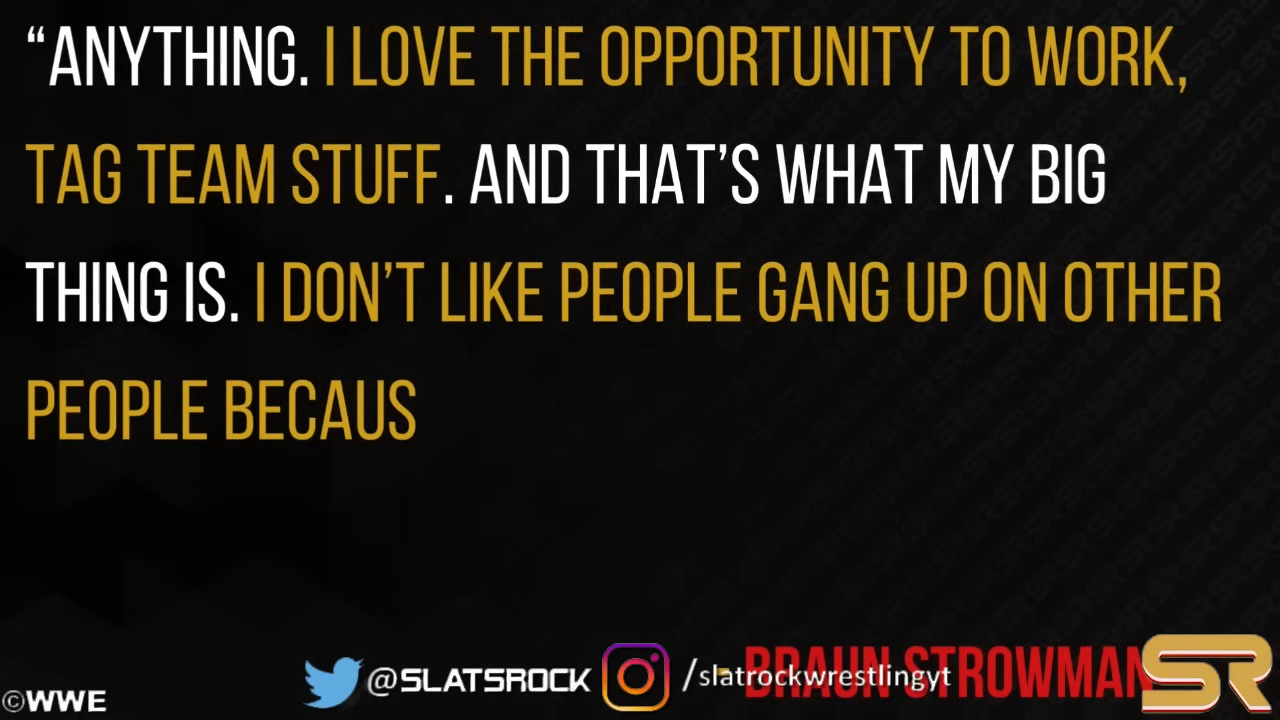 “ANYTHING. I LOVE THE OPPORTUNITY TO WORK,
TAG TEAM STUFF. AND THAT’S WHAT MY BIG
THING IS. I DON’T LIKE PEOPLE GANG UP ON OTHER
PEOPLE BECAUS
- BRAUN STROWMAN
@SLATSROCK /slatrockwrestlingyt SR
©WWE